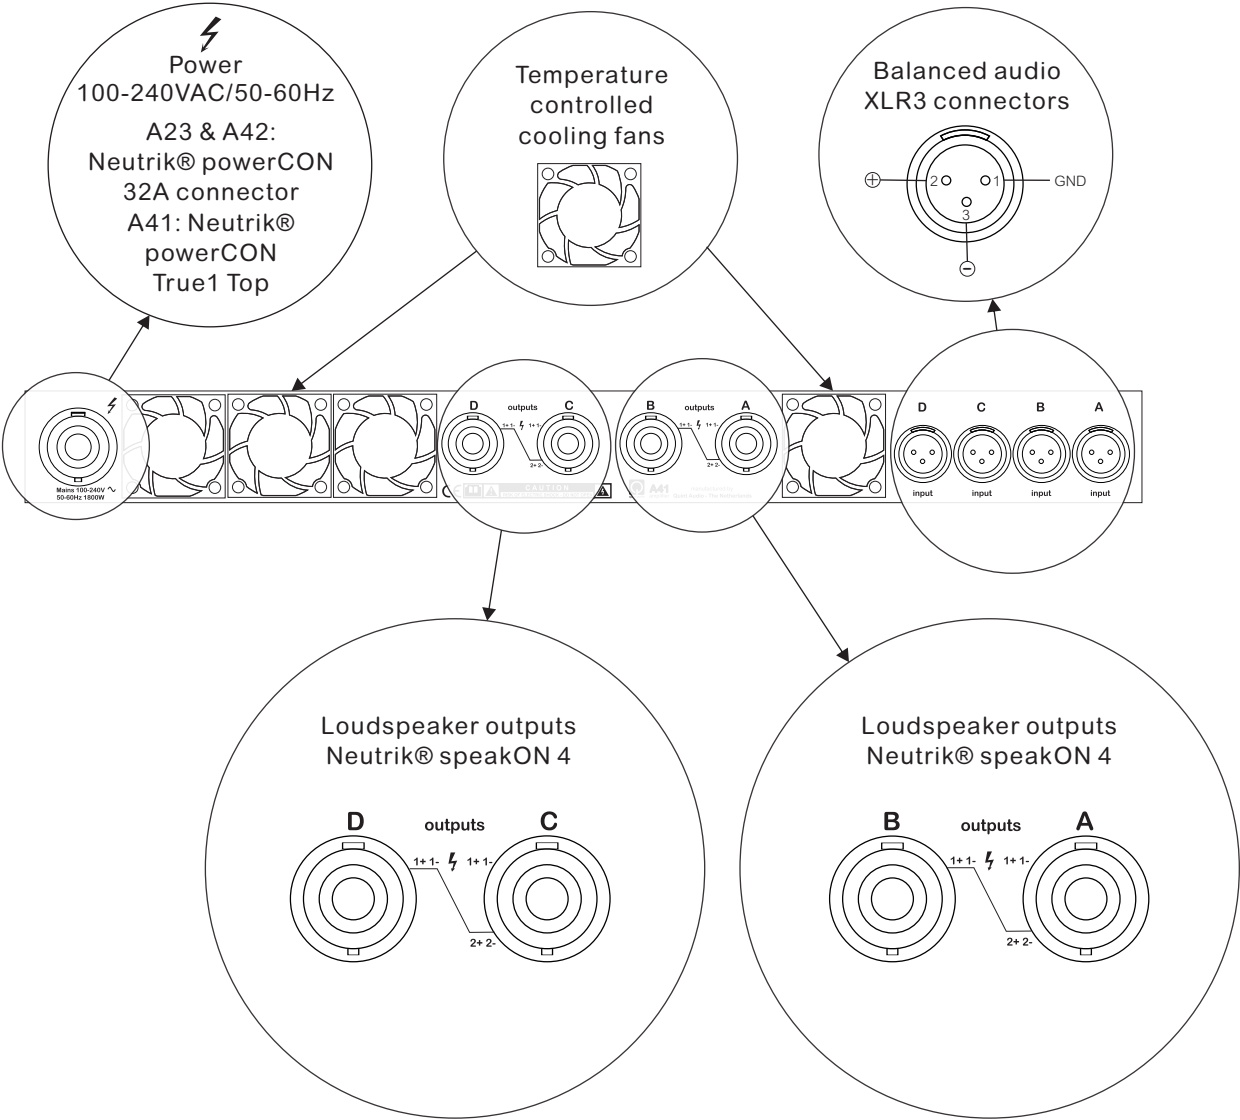 Power
100-240VAC/50-60Hz
A23 & A42:
Neutrik® powerCON
32A connector
A41: Neutrik®
powerCON
True1 Top
Temperature
controlled
cooling fans
Balanced audio
XLR3 connectors
2 1 GND
3
Mains 100-240V
50-60Hz 1800W
D outputs C
1+ 1- 1+ 1-
2+ 2-
CAUTION
B outputs A
1+ 1- 1+ 1-
2+ 2-
A41
D C B A
input input input input
Loudspeaker outputs
Neutrik® speakON 4
D outputs C
1+ 1- 1+ 1-
2+ 2-
Loudspeaker outputs
Neutrik® speakON 4
B outputs A
1+ 1- 1+ 1-
2+ 2-